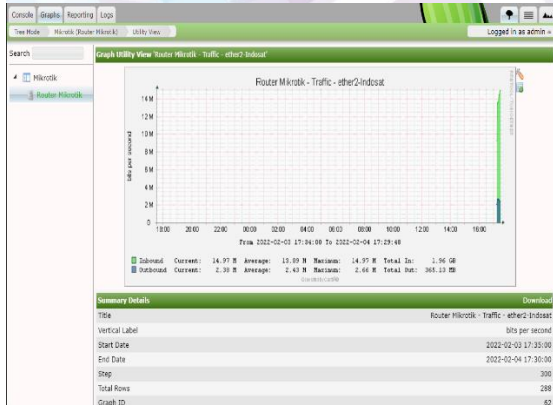 Console Graphs Reporting Logs
Tree Mode Mikrotik (Router Mikrotik) Utility View Logged in as admin
Search
Graph Utility View 'Router Mikrotik - Traffic - ether2-Indosat'
Mikrotik
Router Mikrotik
Router Mikrotik - Traffic - ether2-Indosat
bits per second
14 M
12 M
10 M
8 M
6 M
4 M
2 M
0
18:00 20:00 22:00 00:00 02:00 04:00 06:00 08:00 10:00 12:00 14:00 16:00
From 2022-02-03 17:34:00 To 2022-02-04 17:29:48
Inbound Current: 14.97 M Average: 13.09 M Maximum: 14.97 M Total In: 1.96 GB
Outbound Current: 2.38 M Average: 2.43 M Maximum: 2.66 M Total Out: 365.13 MB
Summary Details Download
Title Router Mikrotik - Traffic - ether2-Indosat
Vertical Label bits per second
Start Date 2022-02-03 17:35:00
End Date 2022-02-04 17:30:00
Step 300
Total Rows 288
Graph ID 62